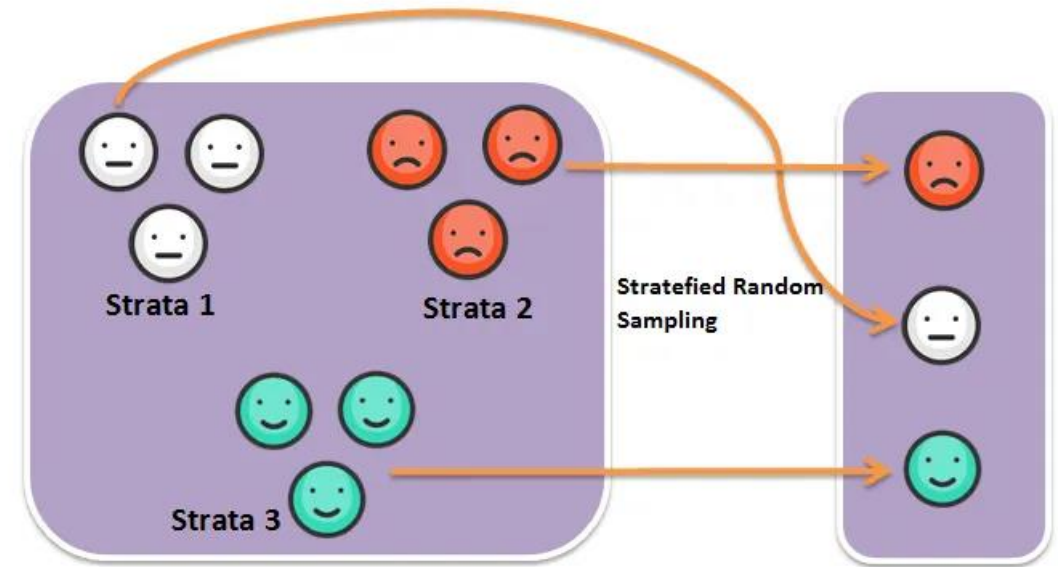 Strata 1
Strata 2
Stratefied Random
Sampling
Strata 3